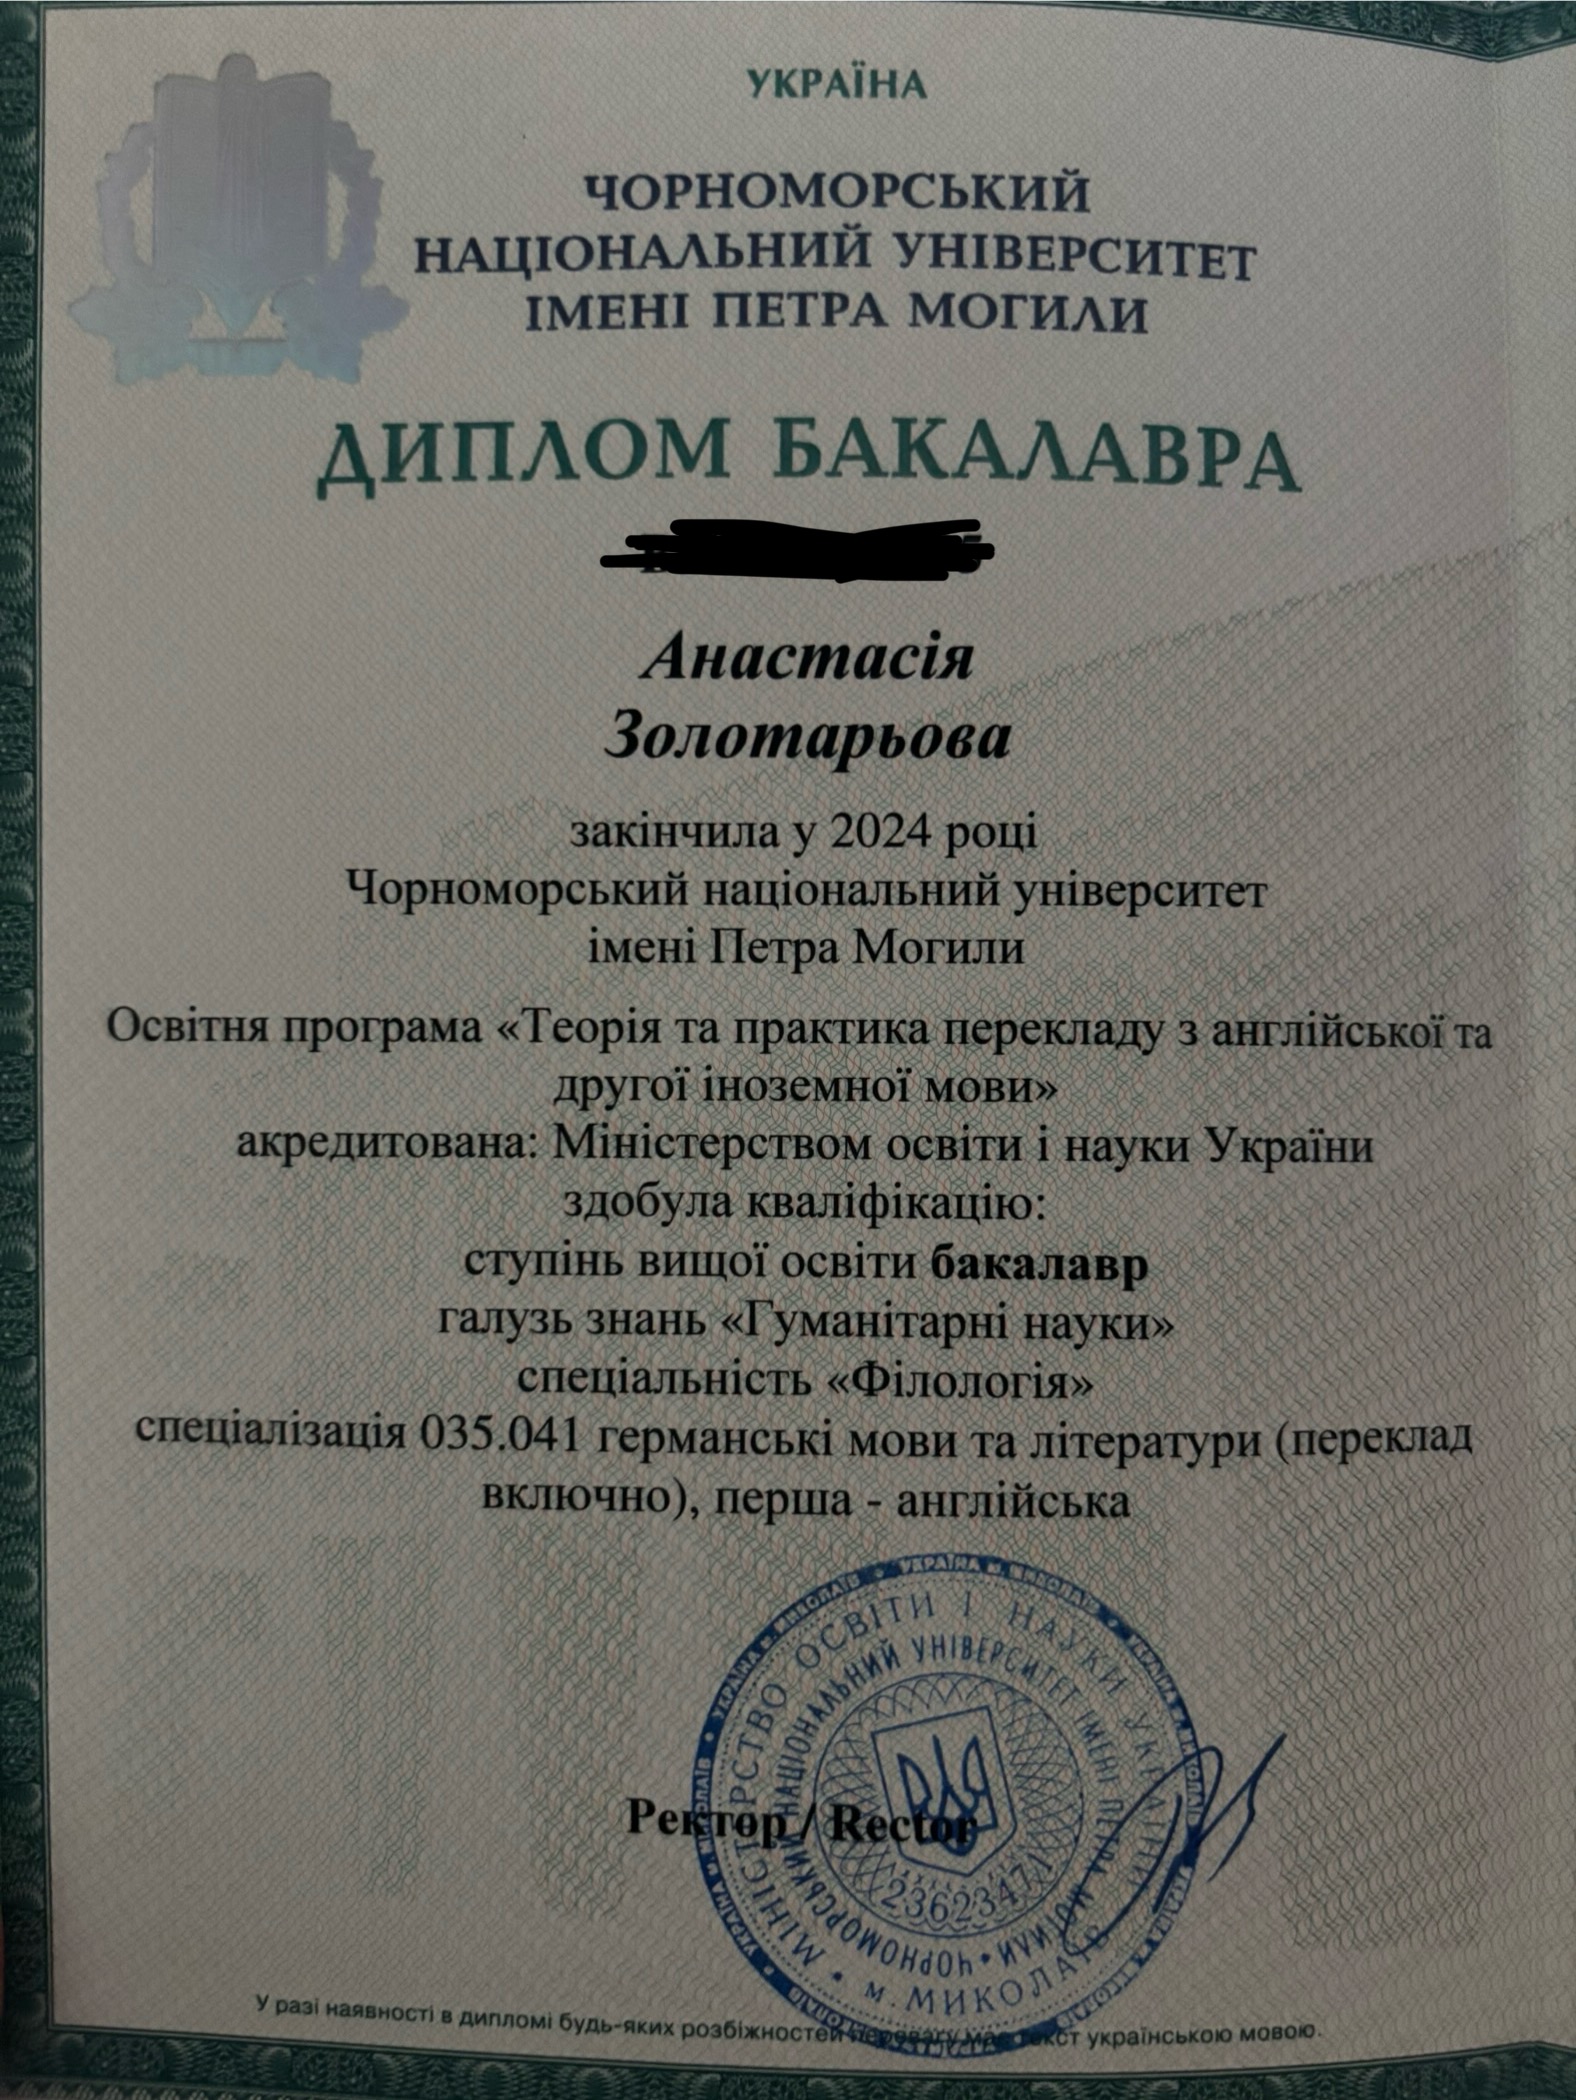 УКРАЇНА
ЧОРНОМОРСЬКИЙ
НАЦІОНАЛЬНИЙ УНІВЕРСИТЕТ
ІМЕНІ ПЕТРА МОГИЛИ
ДИПЛОМ БАКАЛАВРА
Анастасія
Золотарьова
закінчила у 2024 році
Чорноморський національний університет
імені Петра Могили
Освітня програма «Теорія та практика перекладу з англійської та
другої іноземної мови»
акредитована: Міністерством освіти і науки України
здобула кваліфікацію:
ступінь вищої освіти бакалавр
галузь знань «Гуманітарні науки»
спеціальність «Філологія»
спеціалізація 035.041 германські мови та літератури (переклад
включно), перша - англійська
УКРАЇНА м. МИКОЛАЇВ
МІНІСТЕРСТВО ОСВІТИ І НАУКИ УКРАЇНИ
ЧОРНОМОРСЬКИЙ НАЦІОНАЛЬНИЙ УНІВЕРСИТЕТ ІМЕНІ ПЕТРА МОГИЛИ
23623471
м. МИКОЛАЇВ
Ректор / Rector
У разі наявності в дипломі будь-яких розбіжностей перевагу має текст українською мовою.